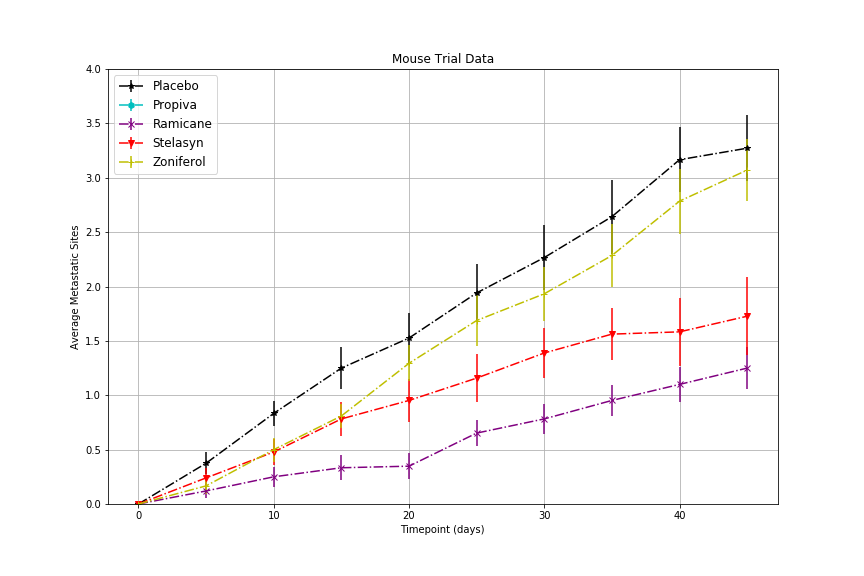 Mouse Trial Data
4.0
3.5
3.0
2.5
2.0
1.5
1.0
0.5
0.0
Average Metastatic Sites
Placebo
Propiva
Ramicane
Stelasyn
Zoniferol
0 10 20 30 40
Timepoint (days)